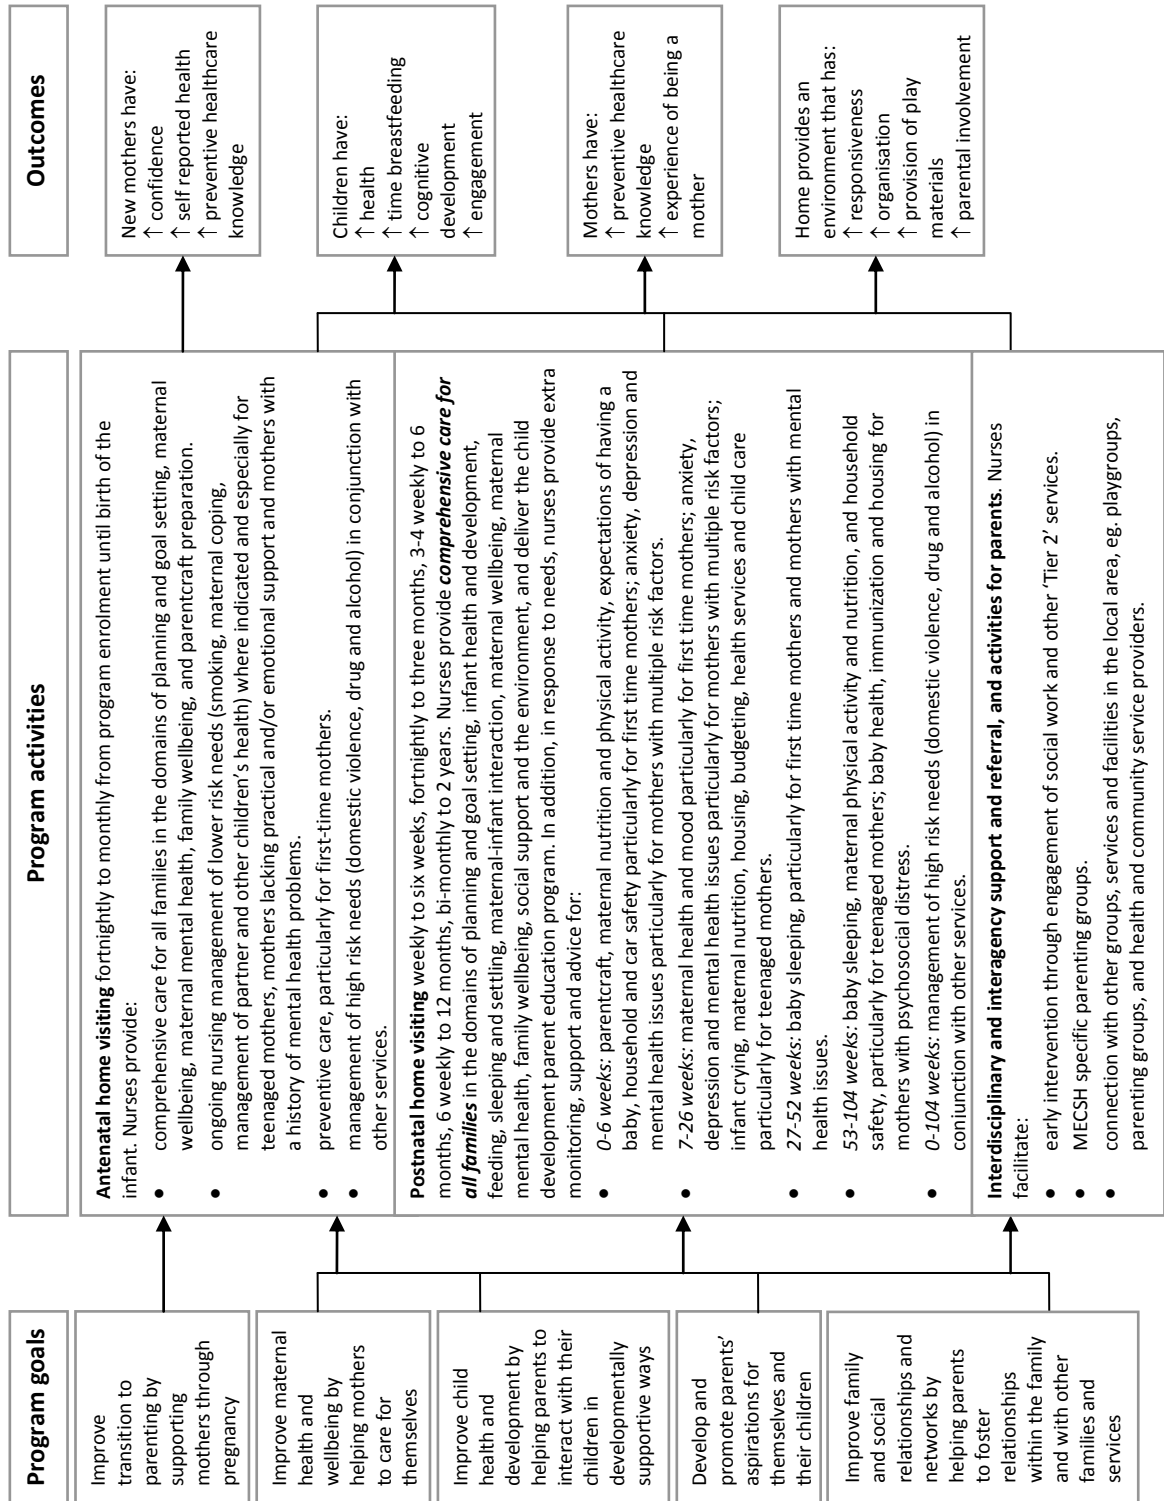 Program goals
Improve
transition to
parenting by
supporting
mothers through
pregnancy
Improve maternal
health and
wellbeing by
helping mothers
to care for
themselves
Improve child
health and
development by
helping parents to
interact with their
children in
developmentally
supportive ways
Develop and
promote parents’
aspirations for
themselves and
their children
Improve family
and social
relationships and
networks by
helping parents
to foster
relationships
within the family
and with other
families and
services
Program activities
Antenatal home visiting fortnightly to monthly from program enrolment until birth of the
infant. Nurses provide:
● comprehensive care for all families in the domains of planning and goal setting, maternal
wellbeing, maternal mental health, family wellbeing, and parentcraft preparation.
● ongoing nursing management of lower risk needs (smoking, maternal coping,
management of partner and other children’s health) where indicated and especially for
teenaged mothers, mothers lacking practical and/or emotional support and mothers with
a history of mental health problems.
● preventive care, particularly for first-time mothers.
● management of high risk needs (domestic violence, drug and alcohol) in conjunction with
other services.
Postnatal home visiting weekly to six weeks, fortnightly to three months, 3-4 weekly to 6
months, 6 weekly to 12 months, bi-monthly to 2 years. Nurses provide comprehensive care for
all families in the domains of planning and goal setting, infant health and development,
feeding, sleeping and settling, maternal-infant interaction, maternal wellbeing, maternal
mental health, family wellbeing, social support and the environment, and deliver the child
development parent education program. In addition, in response to needs, nurses provide extra
monitoring, support and advice for:
● 0-6 weeks: parentcraft, maternal nutrition and physical activity, expectations of having a
baby, household and car safety particularly for first time mothers; anxiety, depression and
mental health issues particularly for mothers with multiple risk factors.
● 7-26 weeks: maternal health and mood particularly for first time mothers; anxiety,
depression and mental health issues particularly for mothers with multiple risk factors;
infant crying, maternal nutrition, housing, budgeting, health services and child care
particularly for teenaged mothers.
● 27-52 weeks: baby sleeping, particularly for first time mothers and mothers with mental
health issues.
● 53-104 weeks: baby sleeping, maternal physical activity and nutrition, and household
safety, particularly for teenaged mothers; baby health, immunization and housing for
mothers with psychosocial distress.
● 0-104 weeks: management of high risk needs (domestic violence, drug and alcohol) in
conjunction with other services.
Interdisciplinary and interagency support and referral, and activities for parents. Nurses
facilitate:
● early intervention through engagement of social work and other ‘Tier 2’ services.
● MECSH specific parenting groups.
● connection with other groups, services and facilities in the local area, eg. playgroups,
parenting groups, and health and community service providers.
Outcomes
New mothers have:
↑ confidence
↑ self reported health
↑ preventive healthcare
knowledge
Children have:
↑ health
↑ time breastfeeding
↑ cognitive
development
↑ engagement
Mothers have:
↑ preventive healthcare
knowledge
↑ experience of being a
mother
Home provides an
environment that has:
↑ responsiveness
↑ organisation
↑ provision of play
materials
↑ parental involvement